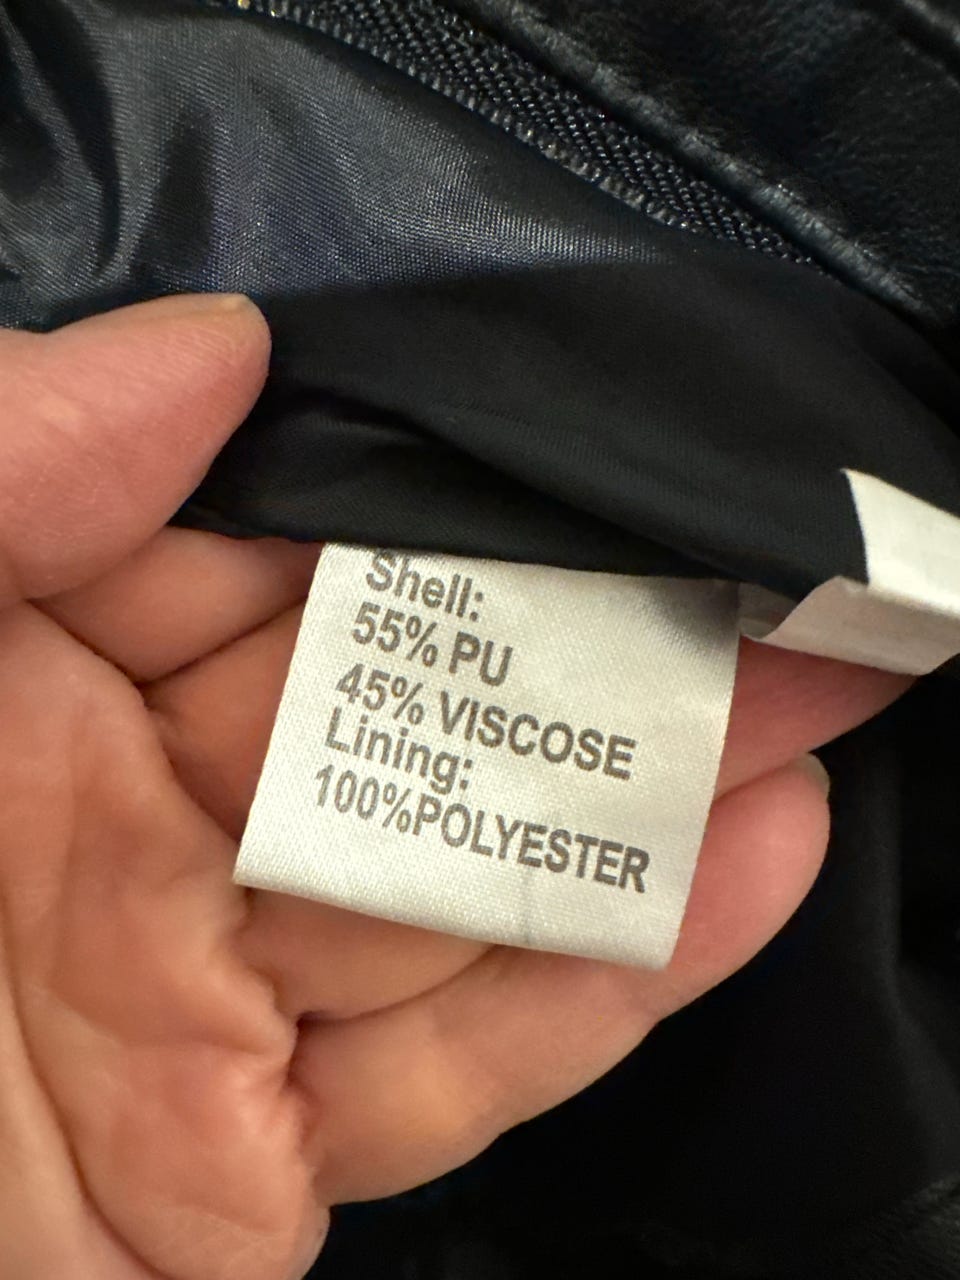 Shell:
55% PU
45% VISCOSE
Lining:
100%POLYESTER